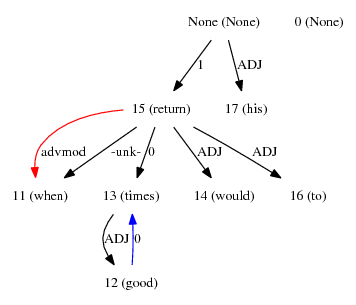 None (None) 0 (None)
1 ADJ
15 (return) 17 (his)
advmod -unk- 0 ADJ ADJ
11 (when) 13 (times) 14 (would) 16 (to)
ADJ 0
12 (good)